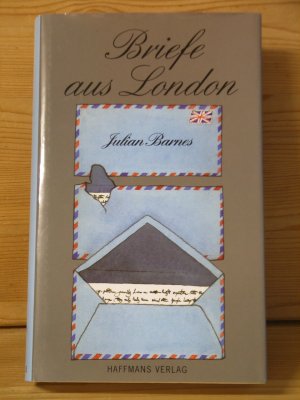 Briefe
aus London
Julian Barnes
HAFFMANS VERLAG